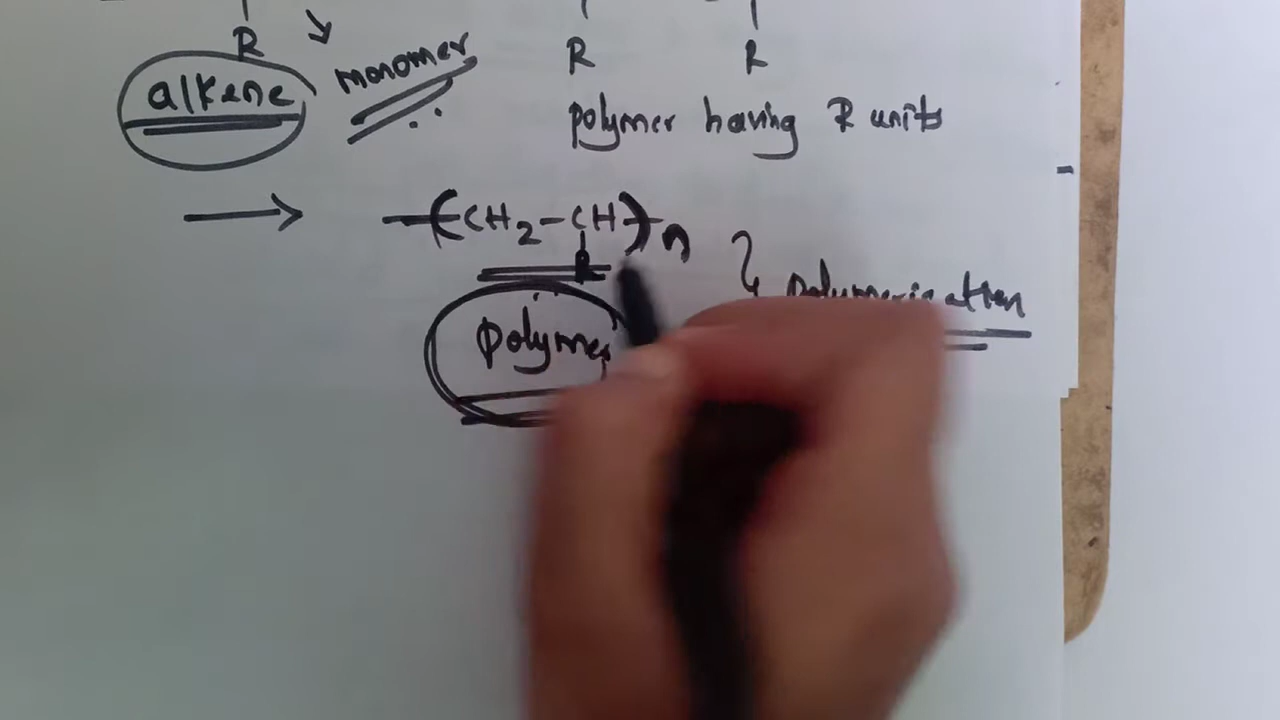 R R R
alkene monomer
polymer having R units
-(CH2-CH)-n
R
polymerisation
polymer